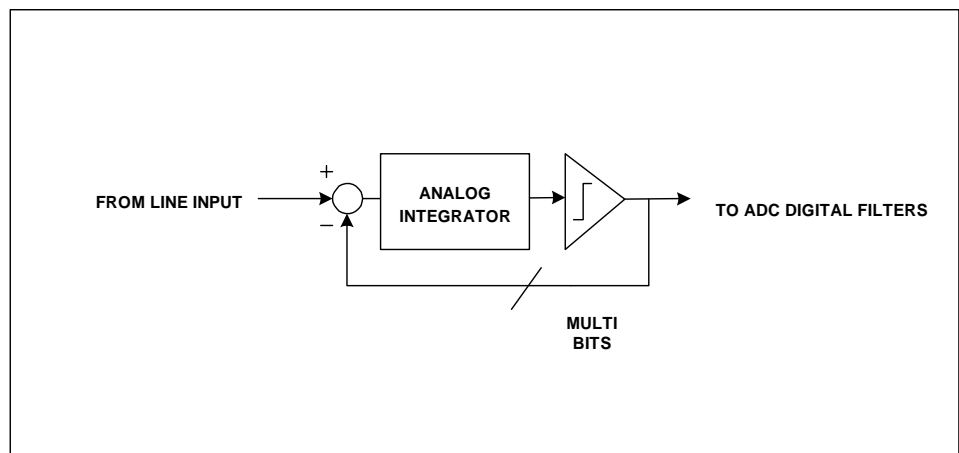 +
FROM LINE INPUT
−
ANALOG
INTEGRATOR
TO ADC DIGITAL FILTERS
MULTI
BITS